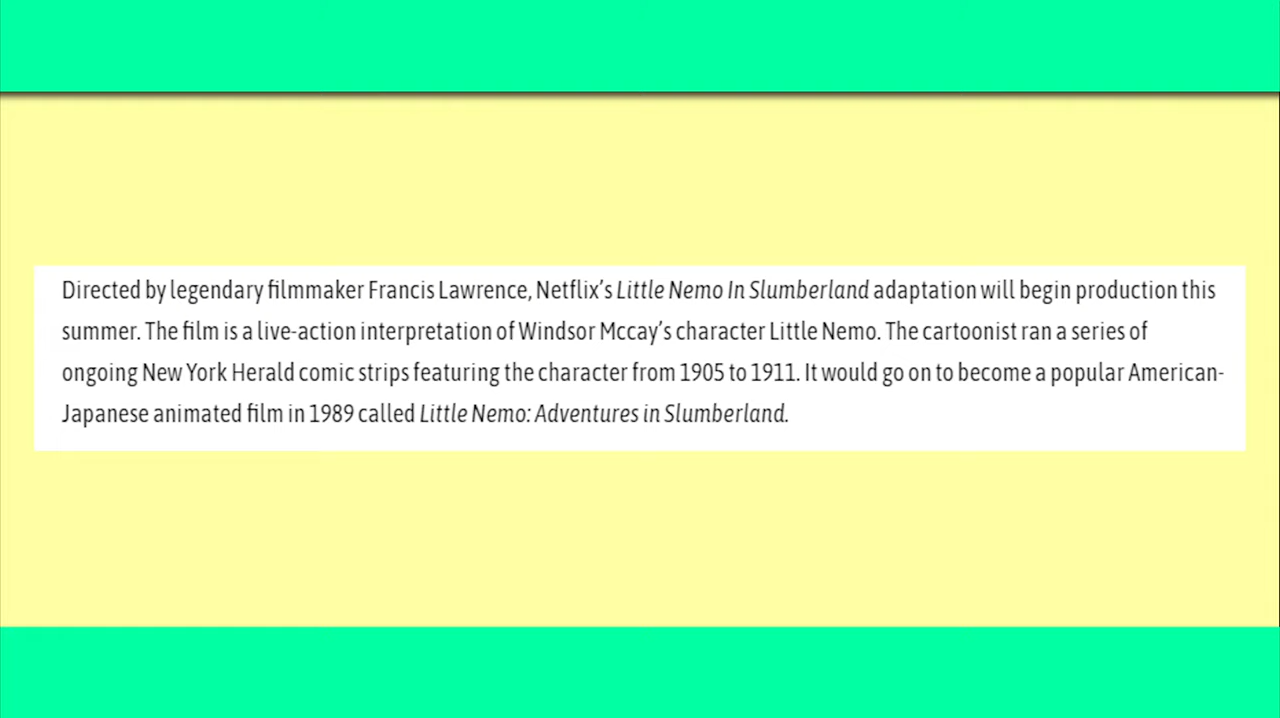 Directed by legendary filmmaker Francis Lawrence, Netflix’s Little Nemo In Slumberland adaptation will begin production this
summer. The film is a live-action interpretation of Windsor Mccay’s character Little Nemo. The cartoonist ran a series of
ongoing New York Herald comic strips featuring the character from 1905 to 1911. It would go on to become a popular American-
Japanese animated film in 1989 called Little Nemo: Adventures in Slumberland.